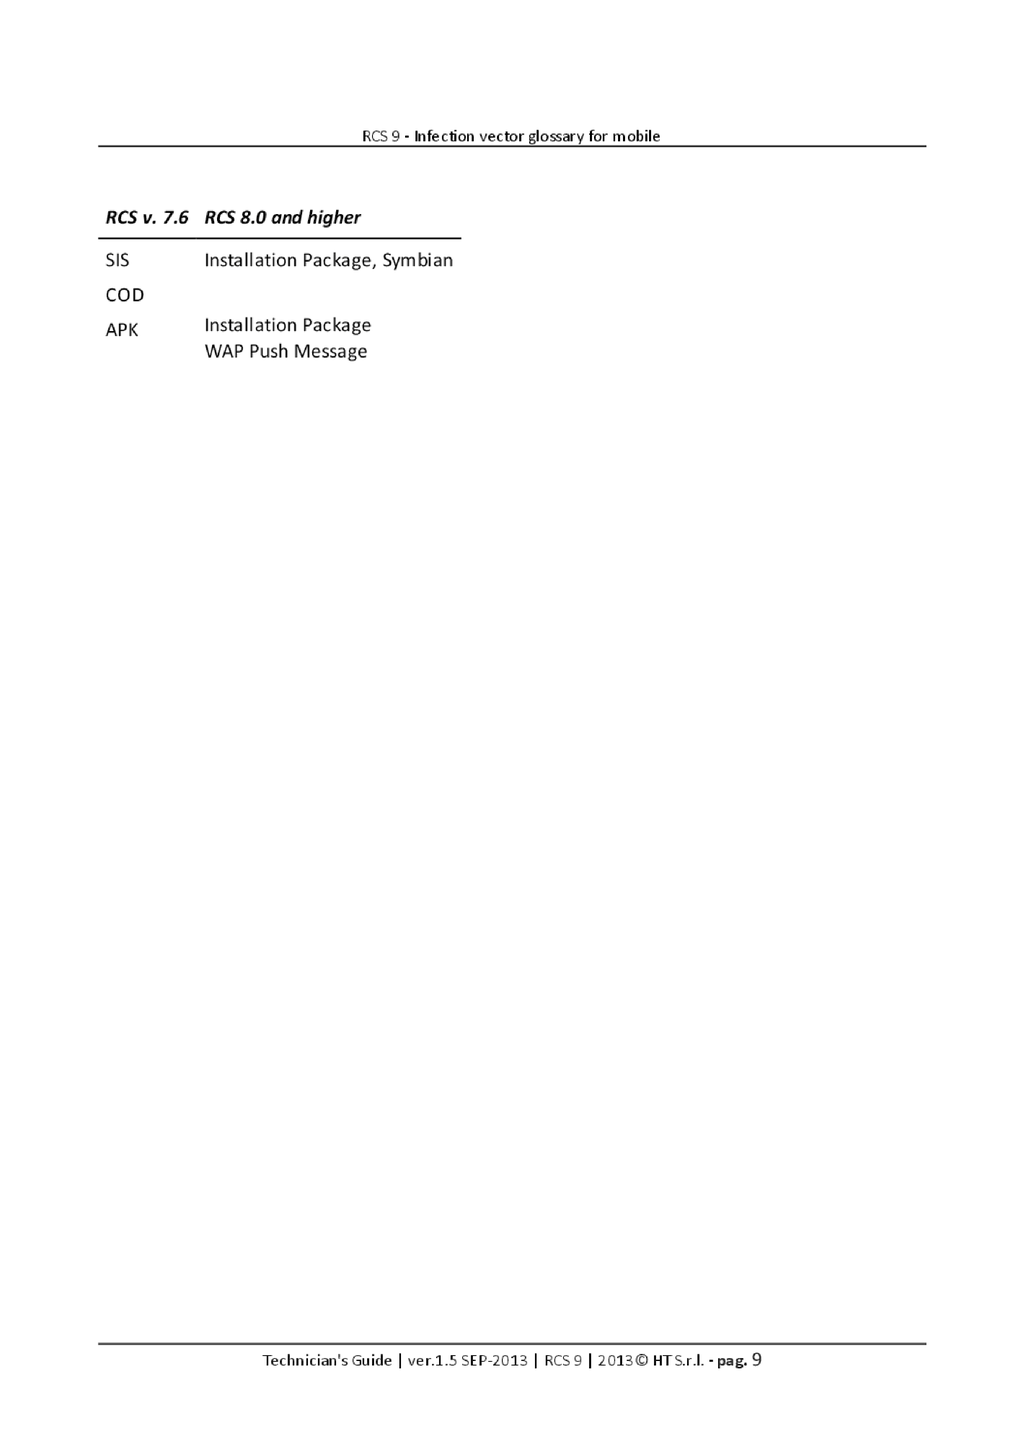 RCS 9 - Infection vector glossary for mobile
RCS v. 7.6 RCS 8.0 and higher
SIS Installation Package, Symbian
COD
APK Installation Package
WAP Push Message
Technician's Guide | ver.1.5 SEP-2013 | RCS 9 | 2013© HT S.r.l. - pag. 9